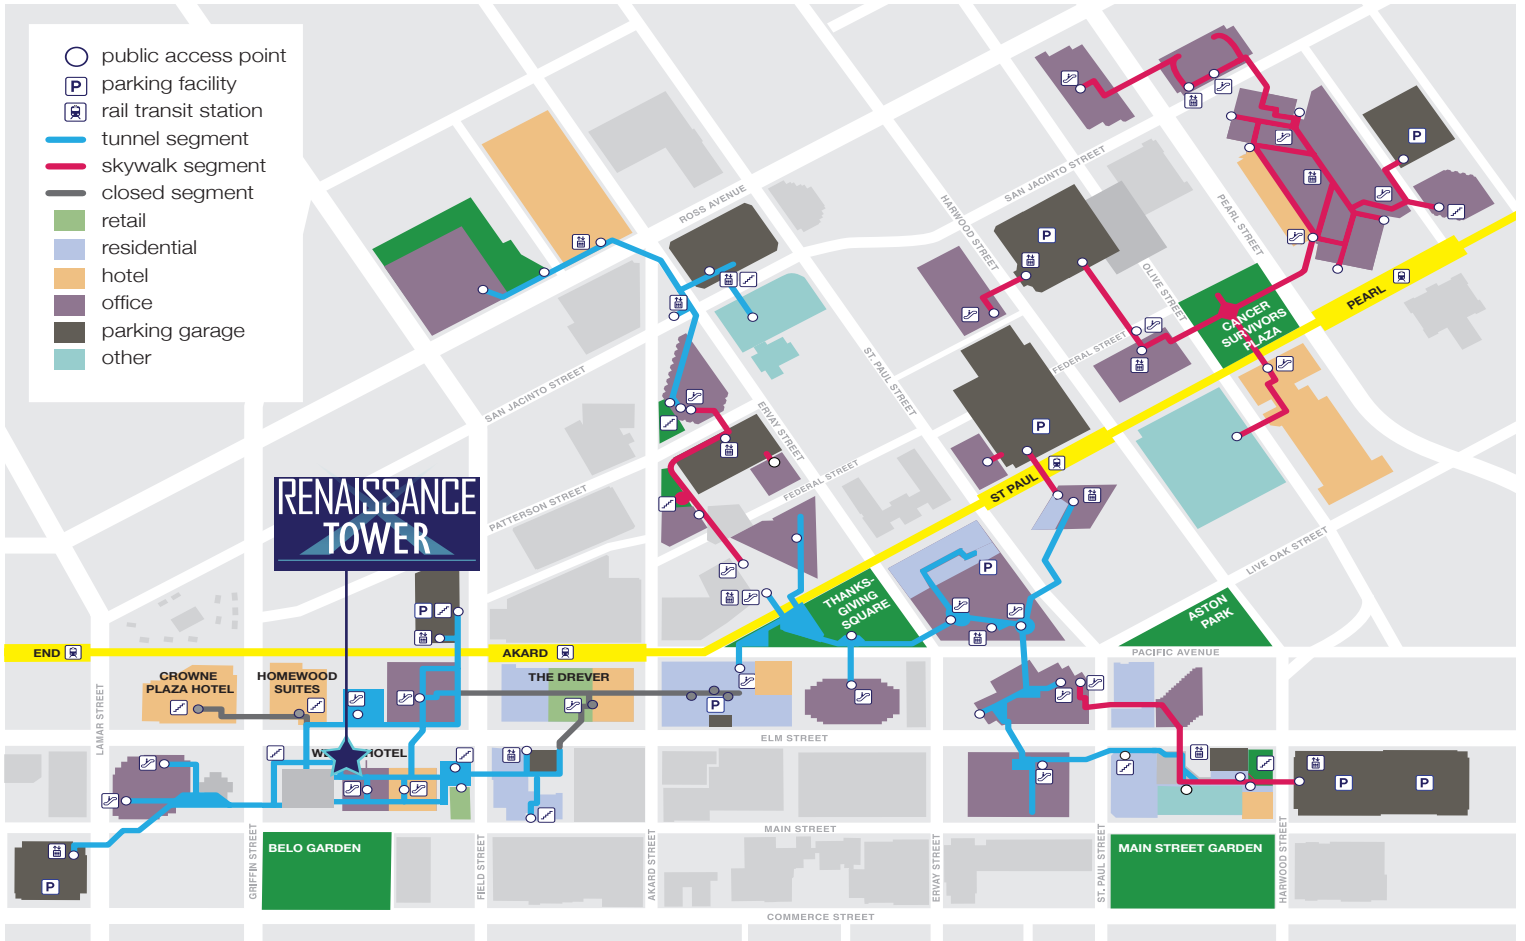 public access point
P
parking facility
rail transit station
tunnel segment
skywalk segment
closed segment
retail
residential
hotel
office
parking garage
other
P
ROSS AVENUE
SAN JACINTO STREET
HARWOOD STREET
PEARL STREET
P
OLIVE STREET
PEARL
CANCER
SURVIVORS
PLAZA
FEDERAL STREET
ST. PAUL STREET
SAN JACINTO STREET
ERVAY STREET
P
FEDERAL STREET
ST PAUL
RENAISSANCE
TOWER
PATTERSON STREET
LIVE OAK STREET
P
THANKS-
GIVING
SQUARE
ASTON
PARK
P
END
AKARD
PACIFIC AVENUE
CROWNE
PLAZA HOTEL
HOMEWOOD
SUITES
THE DREVER
P
LAMAR STREET
ELM STREET
HOTEL
P
P
MAIN STREET
GRIFFIN STREET
BELO GARDEN
FIELD STREET
AKARD STREET
ERVAY STREET
ST. PAUL STREET
MAIN STREET GARDEN
HARWOOD STREET
P
COMMERCE STREET